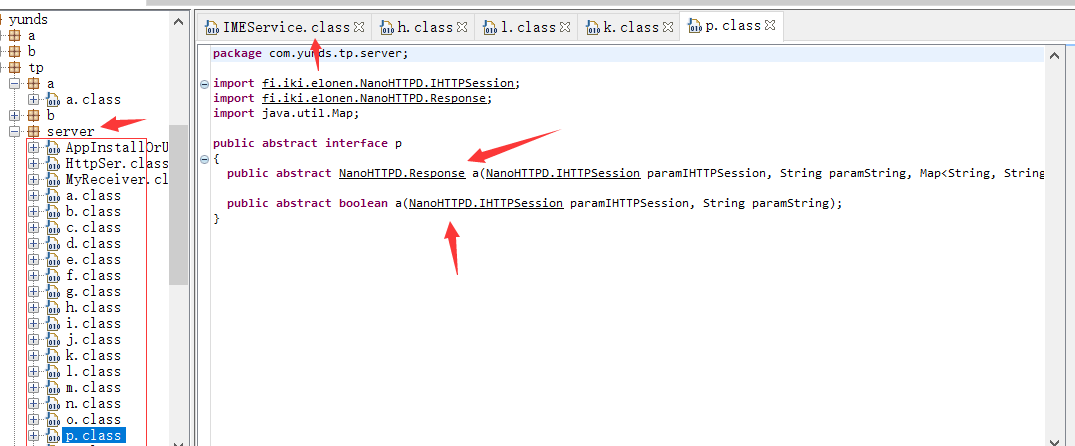 yunds
a
b
tp
a
a.class
b
server
AppInstallOrU
HttpSer.class
MyReceiver.cl
a.class
b.class
c.class
d.class
e.class
f.class
g.class
h.class
i.class
j.class
k.class
l.class
m.class
n.class
o.class
p.class
IMEService.class
h.class
l.class
k.class
p.class
package com.yunds.tp.server;
import fi.iki.elonen.NanoHTTPD.IHTTPSession;
import fi.iki.elonen.NanoHTTPD.Response;
import java.util.Map;
public abstract interface p
{
public abstract NanoHTTPD.Response a(NanoHTTPD.IHTTPSession paramIHTTPSession, String paramString, Map<String, String
public abstract boolean a(NanoHTTPD.IHTTPSession paramIHTTPSession, String paramString);
}